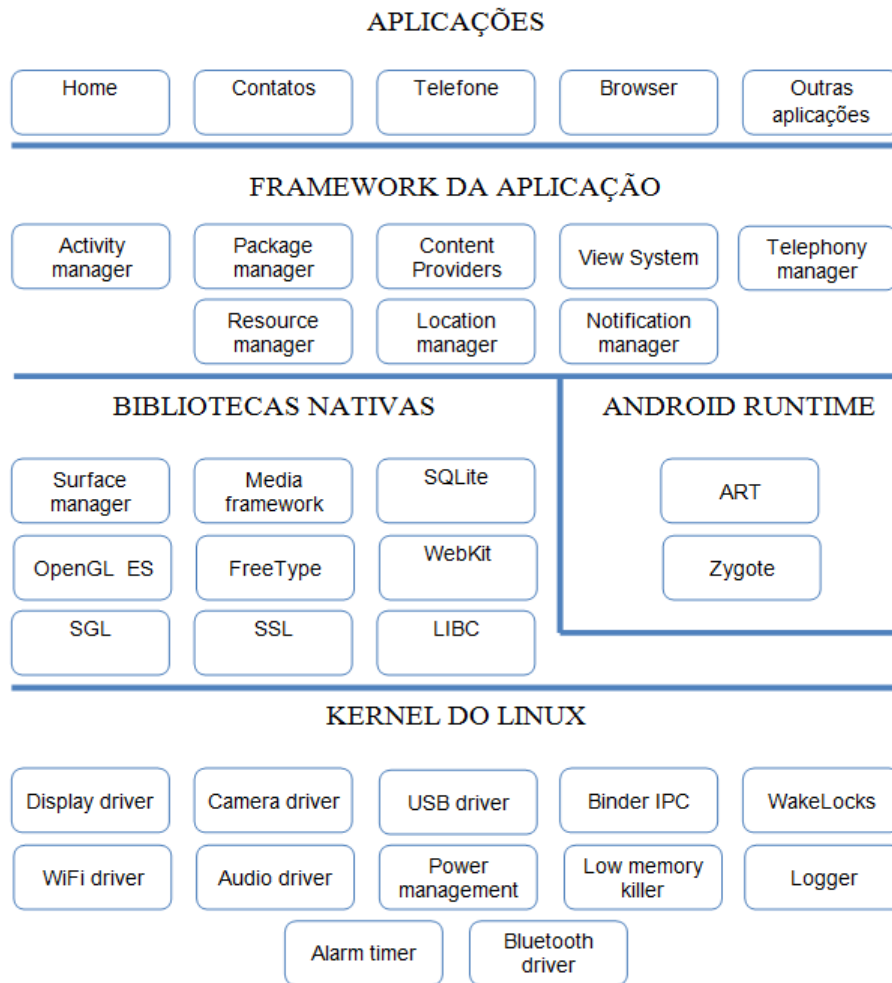 APLICAÇÕES
Home
Contatos
Telefone
Browser
Outras
aplicações
FRAMEWORK DA APLICAÇÃO
Activity
manager
Package
manager
Content
Providers
View System
Telephony
manager
Resource
manager
Location
manager
Notification
manager
BIBLIOTECAS NATIVAS
Surface
manager
Media
framework
SQLite
OpenGL ES
FreeType
WebKit
SGL
SSL
LIBC
ANDROID RUNTIME
ART
Zygote
KERNEL DO LINUX
Display driver
Camera driver
USB driver
Binder IPC
WakeLocks
WiFi driver
Audio driver
Power
management
Low memory
killer
Logger
Alarm timer
Bluetooth
driver